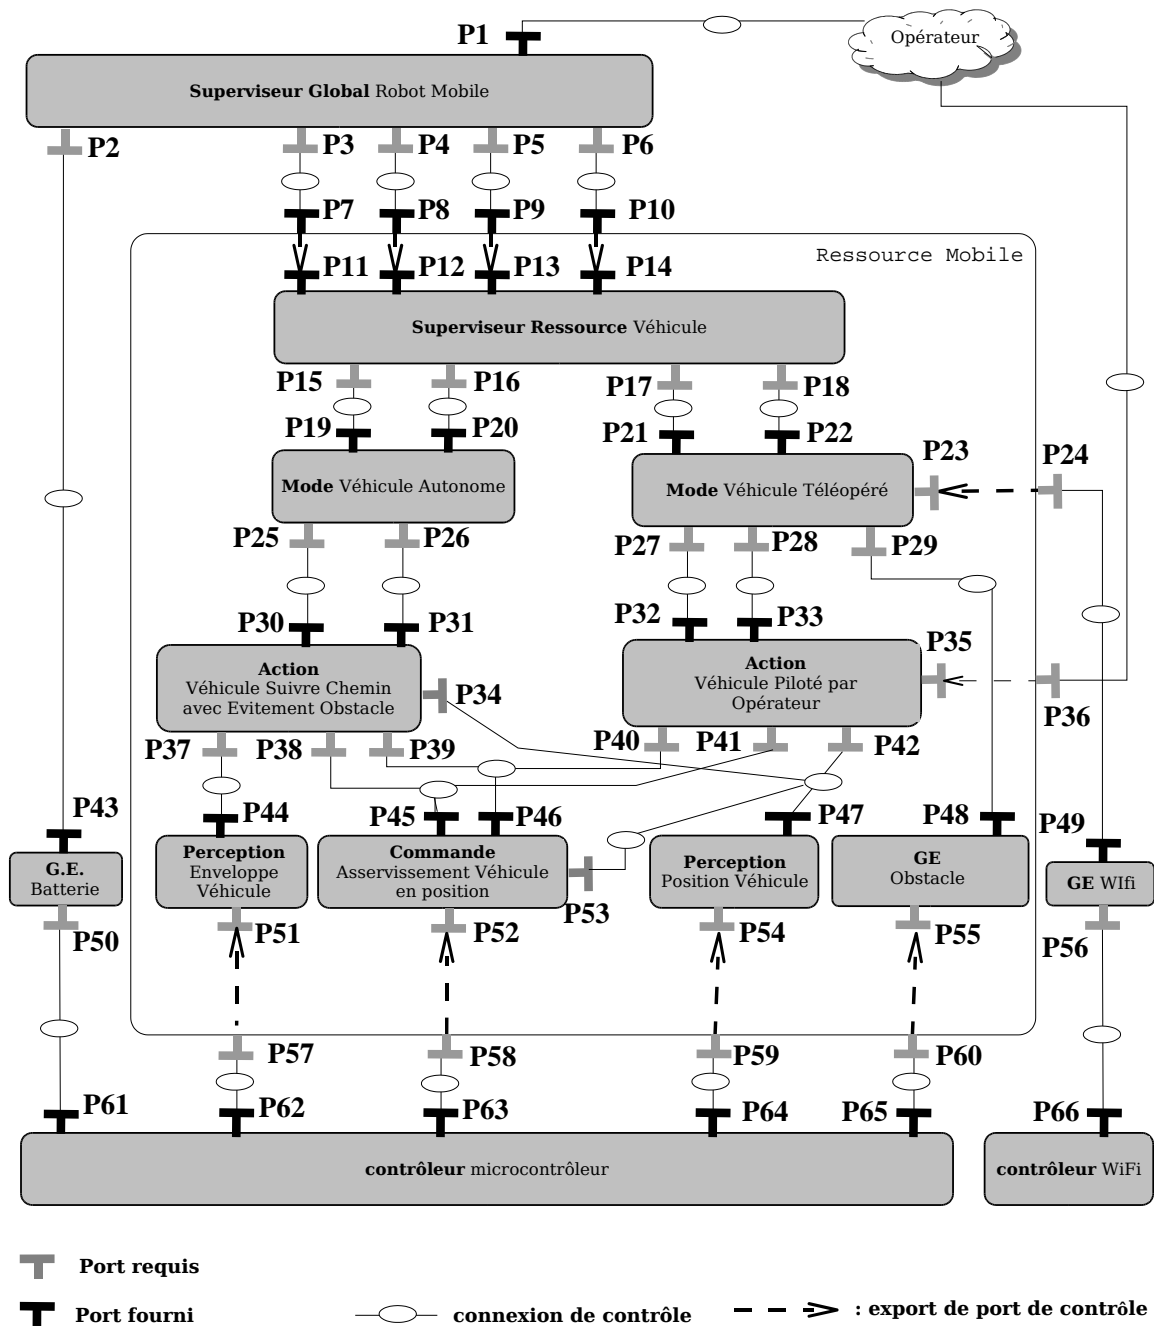 P1
Opérateur
Superviseur Global Robot Mobile
P2
P3
P4
P5
P6
P7
P8
P9
P10
Ressource Mobile
P11
P12
P13
P14
Superviseur Ressource Véhicule
P15
P16
P17
P18
P19
P20
P21
P22
P23
P24
Mode Véhicule Autonome
Mode Véhicule Téléopéré
P25
P26
P27
P28
P29
P30
P31
P32
P33
P35
Action
Véhicule Suivre Chemin
avec Evitement Obstacle
P34
Action
Véhicule Piloté par
Opérateur
P36
P37
P38
P39
P40
P41
P42
P43
P44
P45
P46
P47
P48
P49
G.E.
Batterie
Perception
Enveloppe
Véhicule
Commande
Asservissement Véhicule
en position
Perception
Position Véhicule
GE
Obstacle
GE WIfi
P50
P51
P52
P53
P54
P55
P56
P57
P58
P59
P60
P61
P62
P63
P64
P65
P66
contrôleur microcontrôleur
contrôleur WiFi
Port requis
Port fourni
connexion de contrôle
: export de port de contrôle